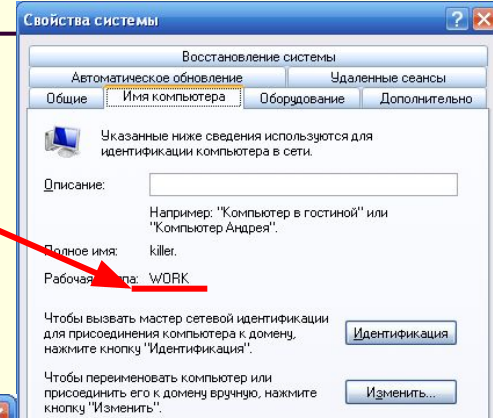 Свойства системы
Восстановление системы
Автоматическое обновление Удаленные сеансы
Общие Имя компьютера Оборудование Дополнительно
Указанные ниже сведения используются для
идентификации компьютера в сети.
Описание:
Например: "Компьютер в гостиной" или
"Компьютер Андрея".
Полное имя: killer.
Рабочая WORK
Чтобы вызвать мастер сетевой идентификации
для присоединения компьютера к домену,
нажмите кнопку "Идентификация".
Идентификация
Чтобы переименовать компьютер или
присоединить его к домену вручную, нажмите
кнопку "Изменить".
Изменить...